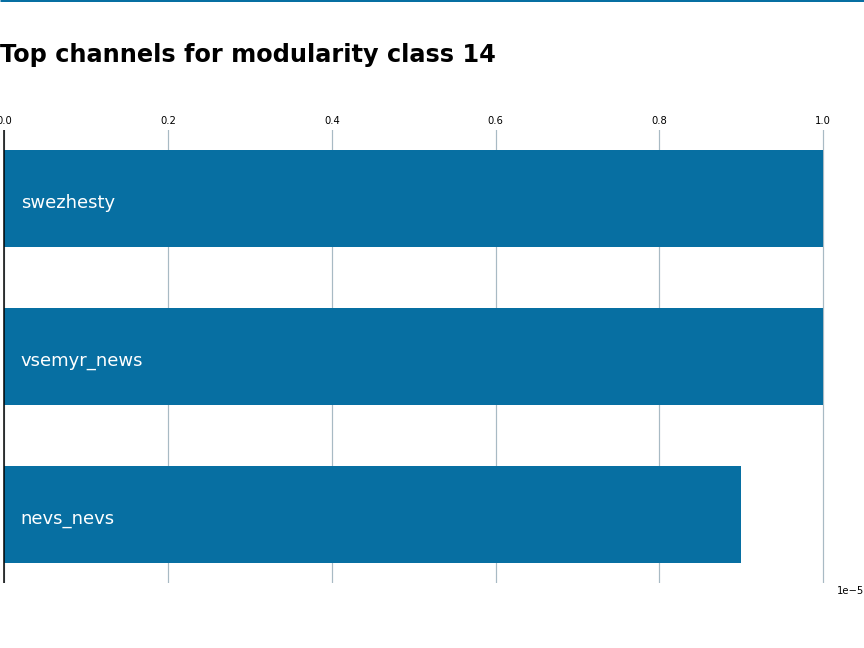 Top channels for modularity class 14
0.0 0.2 0.4 0.6 0.8 1.0
swezhesty
vsemyr_news
nevs_nevs
1e−5